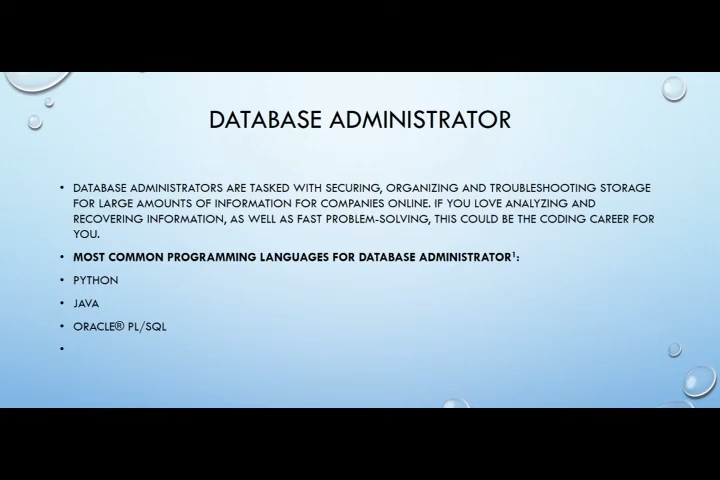 DATABASE ADMINISTRATOR
• DATABASE ADMINISTRATORS ARE TASKED WITH SECURING, ORGANIZING AND TROUBLESHOOTING STORAGE
FOR LARGE AMOUNTS OF INFORMATION FOR COMPANIES ONLINE. IF YOU LOVE ANALYZING AND
RECOVERING INFORMATION, AS WELL AS FAST PROBLEM-SOLVING, THIS COULD BE THE CODING CAREER FOR
YOU.
• MOST COMMON PROGRAMMING LANGUAGES FOR DATABASE ADMINISTRATOR¹:
• PYTHON
• JAVA
• ORACLE® PL/SQL
•